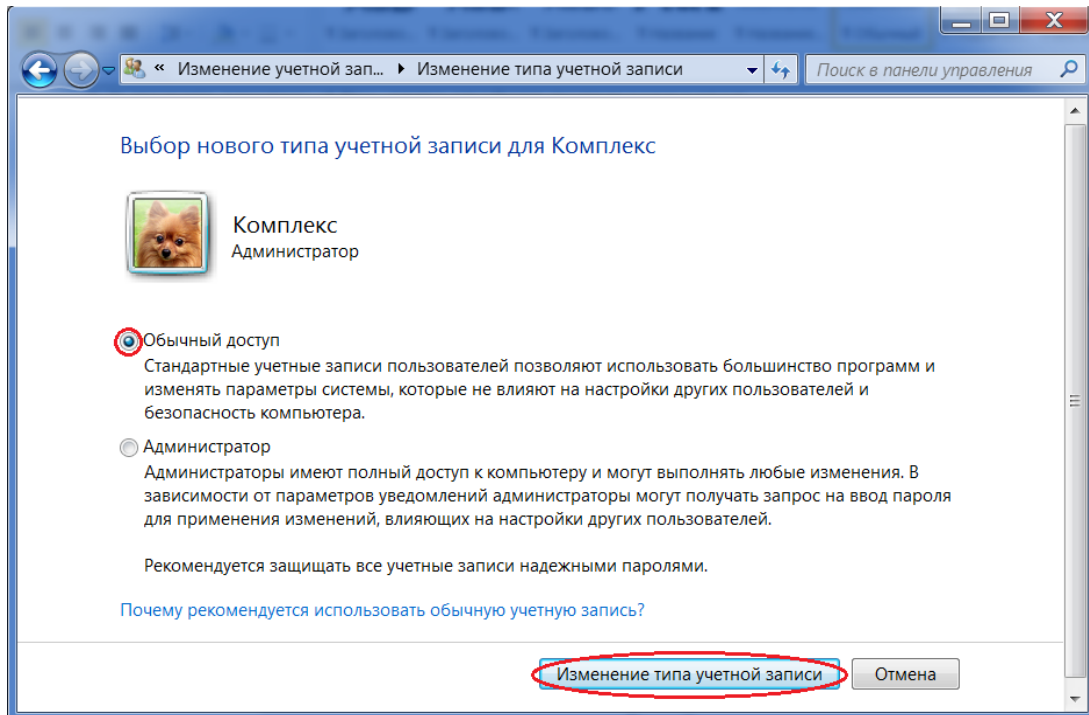 « Изменение учетной зап... Изменение типа учетной записи
Поиск в панели управления
Выбор нового типа учетной записи для Комплекс
Комплекс
Администратор
Обычный доступ
Стандартные учетные записи пользователей позволяют использовать большинство программ и
изменять параметры системы, которые не влияют на настройки других пользователей и
безопасность компьютера.
Администратор
Администраторы имеют полный доступ к компьютеру и могут выполнять любые изменения. В
зависимости от параметров уведомлений администраторы могут получать запрос на ввод пароля
для применения изменений, влияющих на настройки других пользователей.
Рекомендуется защищать все учетные записи надежными паролями.
Почему рекомендуется использовать обычную учетную запись?
Изменение типа учетной записи
Отмена